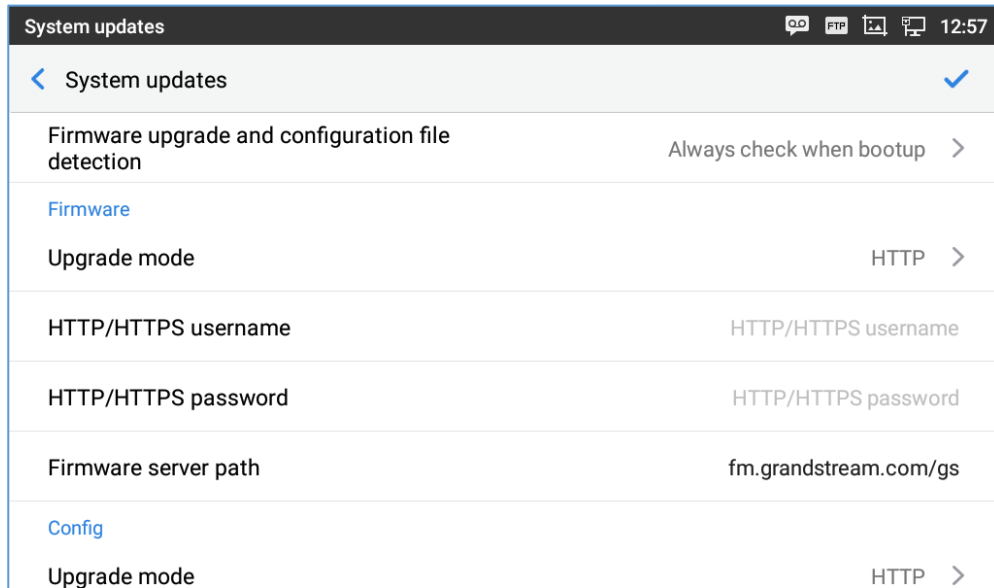 System updates
FTP
12:57
System updates
Firmware upgrade and configuration file
detection
Always check when bootup
Firmware
Upgrade mode
HTTP
HTTP/HTTPS username
HTTP/HTTPS username
HTTP/HTTPS password
HTTP/HTTPS password
Firmware server path
fm.grandstream.com/gs
Config
Upgrade mode
HTTP